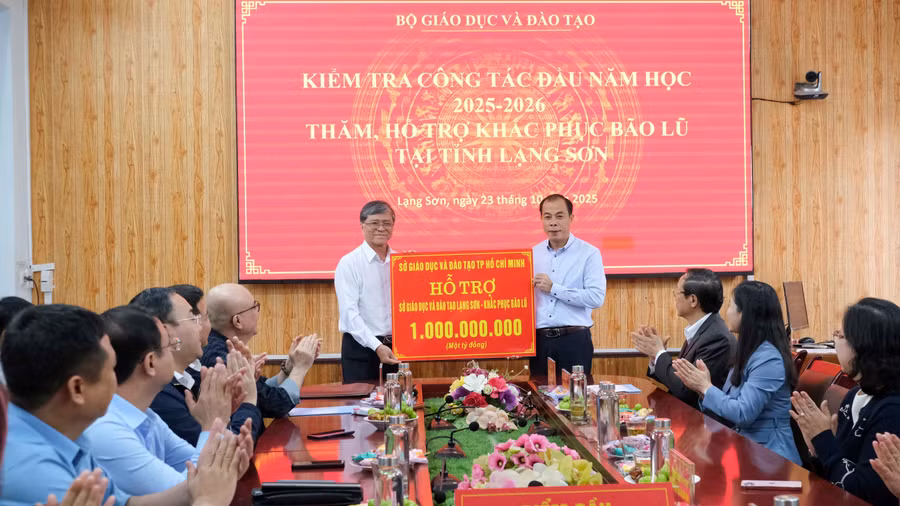 BỘ GIÁO DỤC VÀ ĐÀO TẠO
KIỂM TRA CÔNG TÁC ĐẦU NĂM HỌC
2025-2026
THĂM, HỖ TRỢ KHẮC PHỤC BÃO LŨ
TẠI TỈNH LẠNG SƠN
Lạng Sơn, ngày 23 tháng 10 2025
SỞ GIÁO DỤC VÀ ĐÀO TẠO TP HỒ CHÍ MINH
HỖ TRỢ
SỞ GIÁO DỤC VÀ ĐÀO TẠO LẠNG SƠN - KHẮC PHỤC BÃO LŨ
1.000.000.000
(Một tỷ đồng)